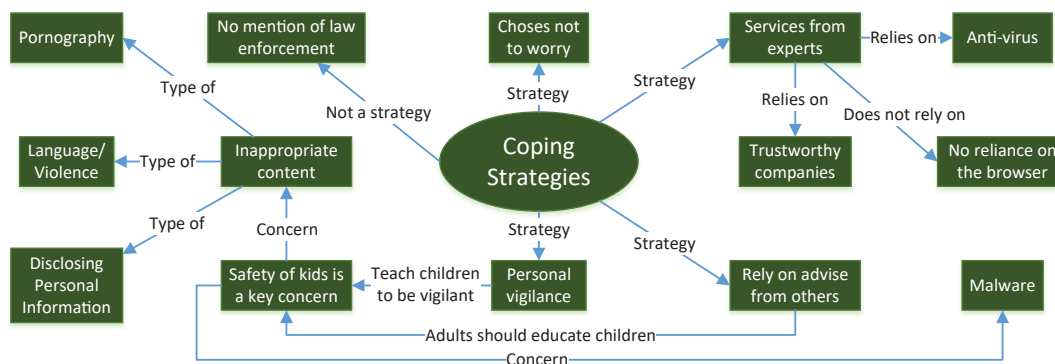 Pornography
No mention of law
enforcement
Choses not
to worry
Services from
experts
Relies on
Anti-virus
Type of
Not a strategy
Strategy
Strategy
Relies on
Does not rely on
Language/
Violence
Type of
Inappropriate
content
Coping
Strategies
Trustworthy
companies
No reliance on
the browser
Type of
Concern
Strategy
Strategy
Disclosing
Personal
Information
Safety of kids is
a key concern
Teach children
to be vigilant
Personal
vigilance
Rely on advise
from others
Malware
Adults should educate children
Concern